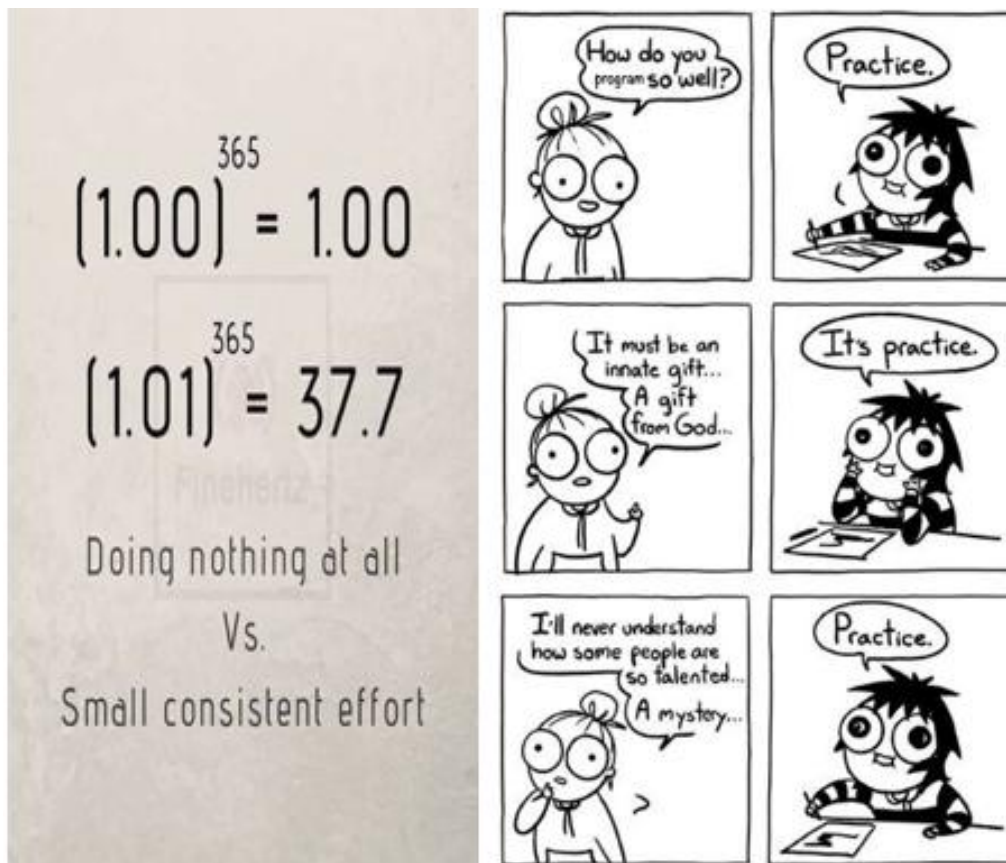 365
(1.00) = 1.00
365
(1.01) = 37.7
Finehertz
Doing nothing at all
Vs.
Small consistent effort
How do you
program so well?
Practice.
It must be an
innate gift...
A gift
from God...
It's practice.
I'll never understand
how some people are
so talented...
A mystery...
Practice.